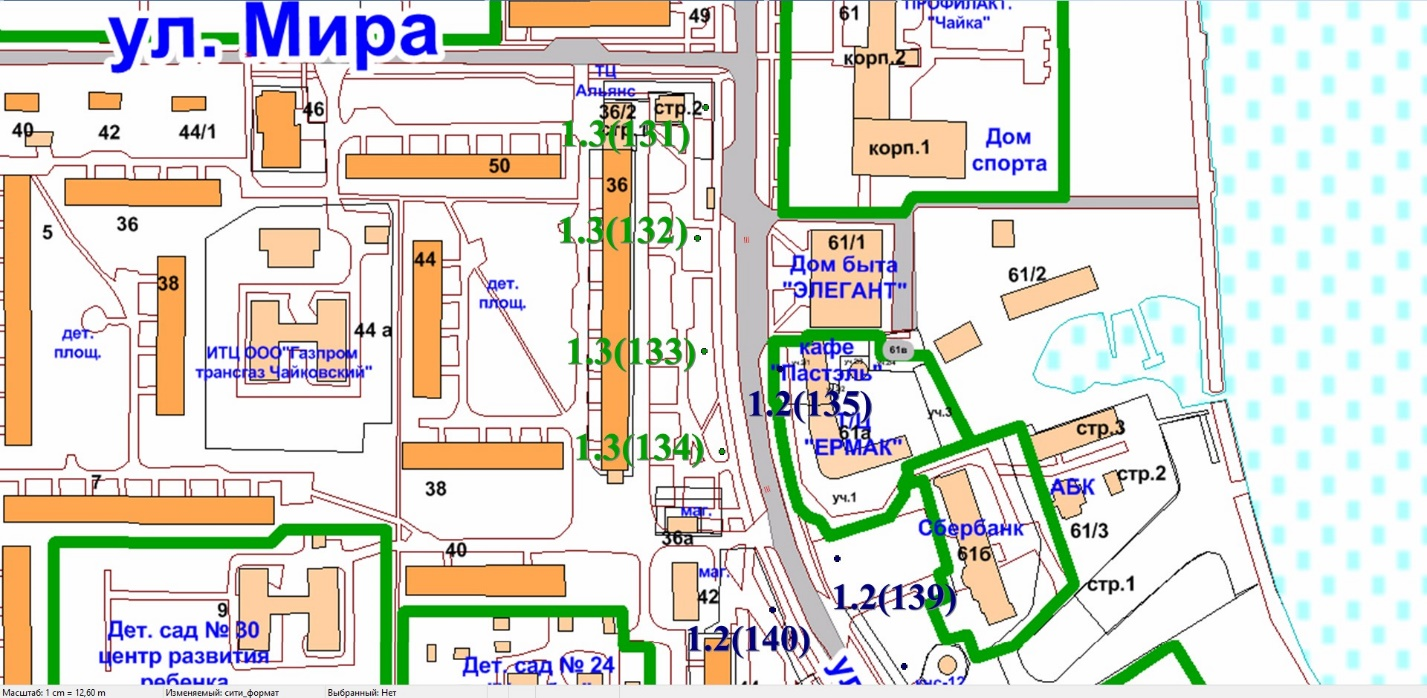 ул. Мира
49
61
ПРОФИЛАКТ.
"Чайка"
корп.2
ТЦ
Альянс
46
36/2
стр.1
стр.2
40
42
44/1
1.3(131)
50
корп.1
Дом
спорта
36
36
5
1.3(132)
61/1
Дом быта
"ЭЛЕГАНТ"
61/2
44
38
дет.
площ.
дет.
площ.
44 а
ИТЦ ООО"Газпром
трансгаз Чайковский"
1.3(133)
кафе
"Пастэль"
61в
1.2(135)
уч.3
ТЦ
61а
"ЕРМАК"
1.3(134)
стр.3
стр.2
АБК
61/3
стр.1
7
38
уч.1
маг.
36а
Сбербанк
61б
40
маг.
42
1.2(139)
1.2(140)
9
Дет. сад № 30
центр развития
ребенка
Дет. сад № 24
ул
кнс-12
Масштаб: 1 cm = 12,60 m
Изменяемый: сити_формат
Выбранный: Нет